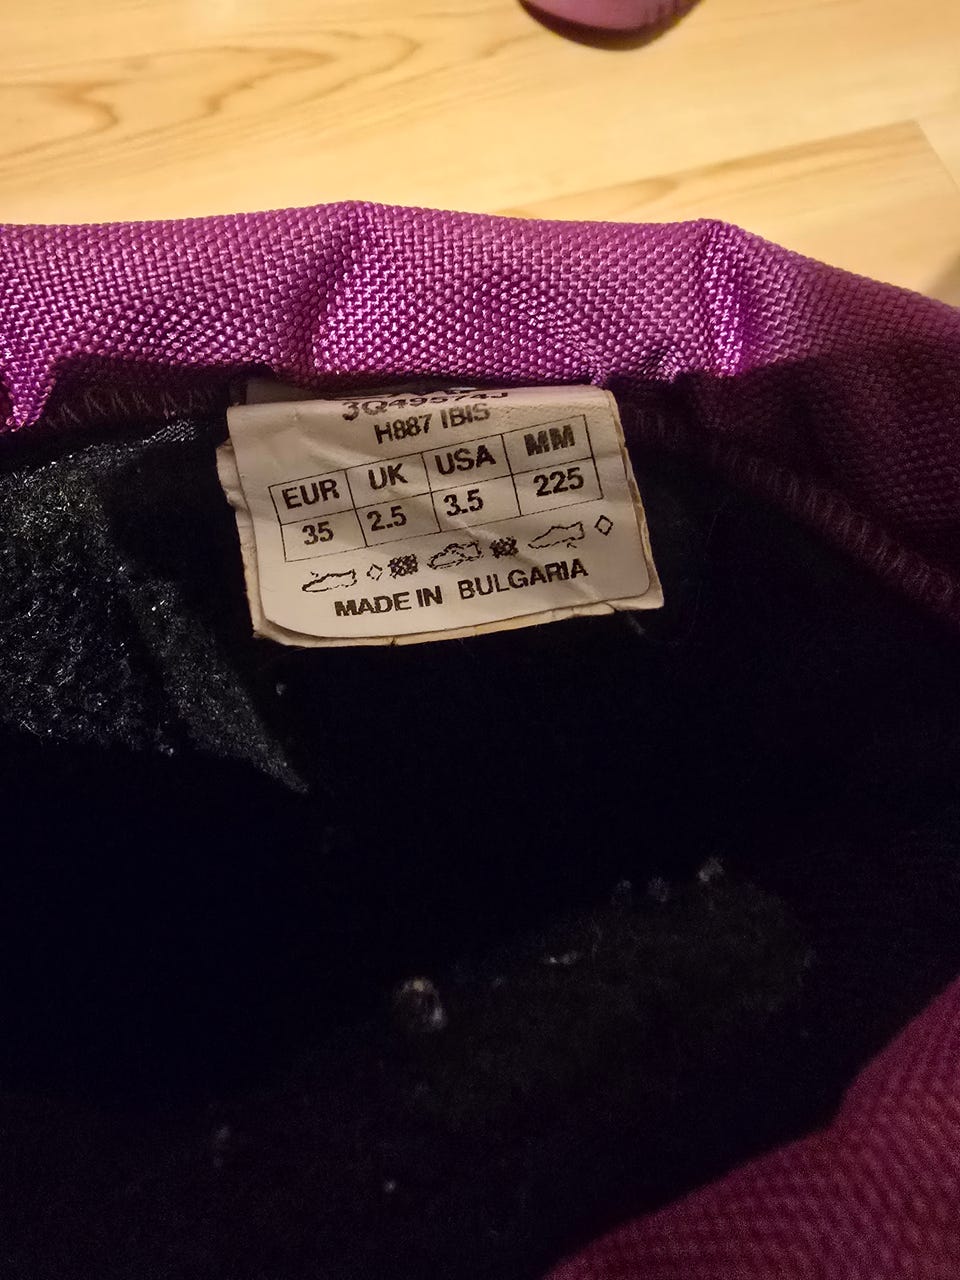 H887 IBIS
EUR UK USA MM
35 2.5 3.5 225
MADE IN BULGARIA